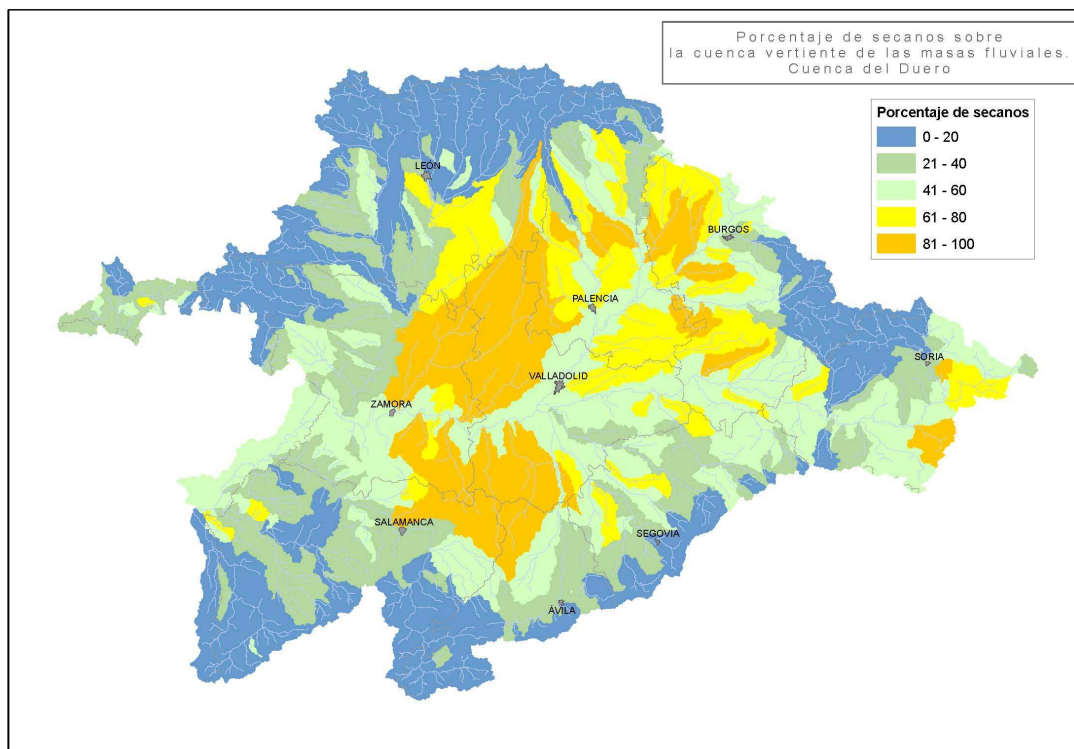 Porcentaje de secanos sobre
la cuenca vertiente de las masas fluviales.
Cuenca del Duero
Porcentaje de secanos
0 - 20
21 - 40
41 - 60
61 - 80
81 - 100
LEÓN
BURGOS
PALENCIA
SORIA
VALLADOLID
ZAMORA
SALAMANCA
SEGOVIA
ÁVILA